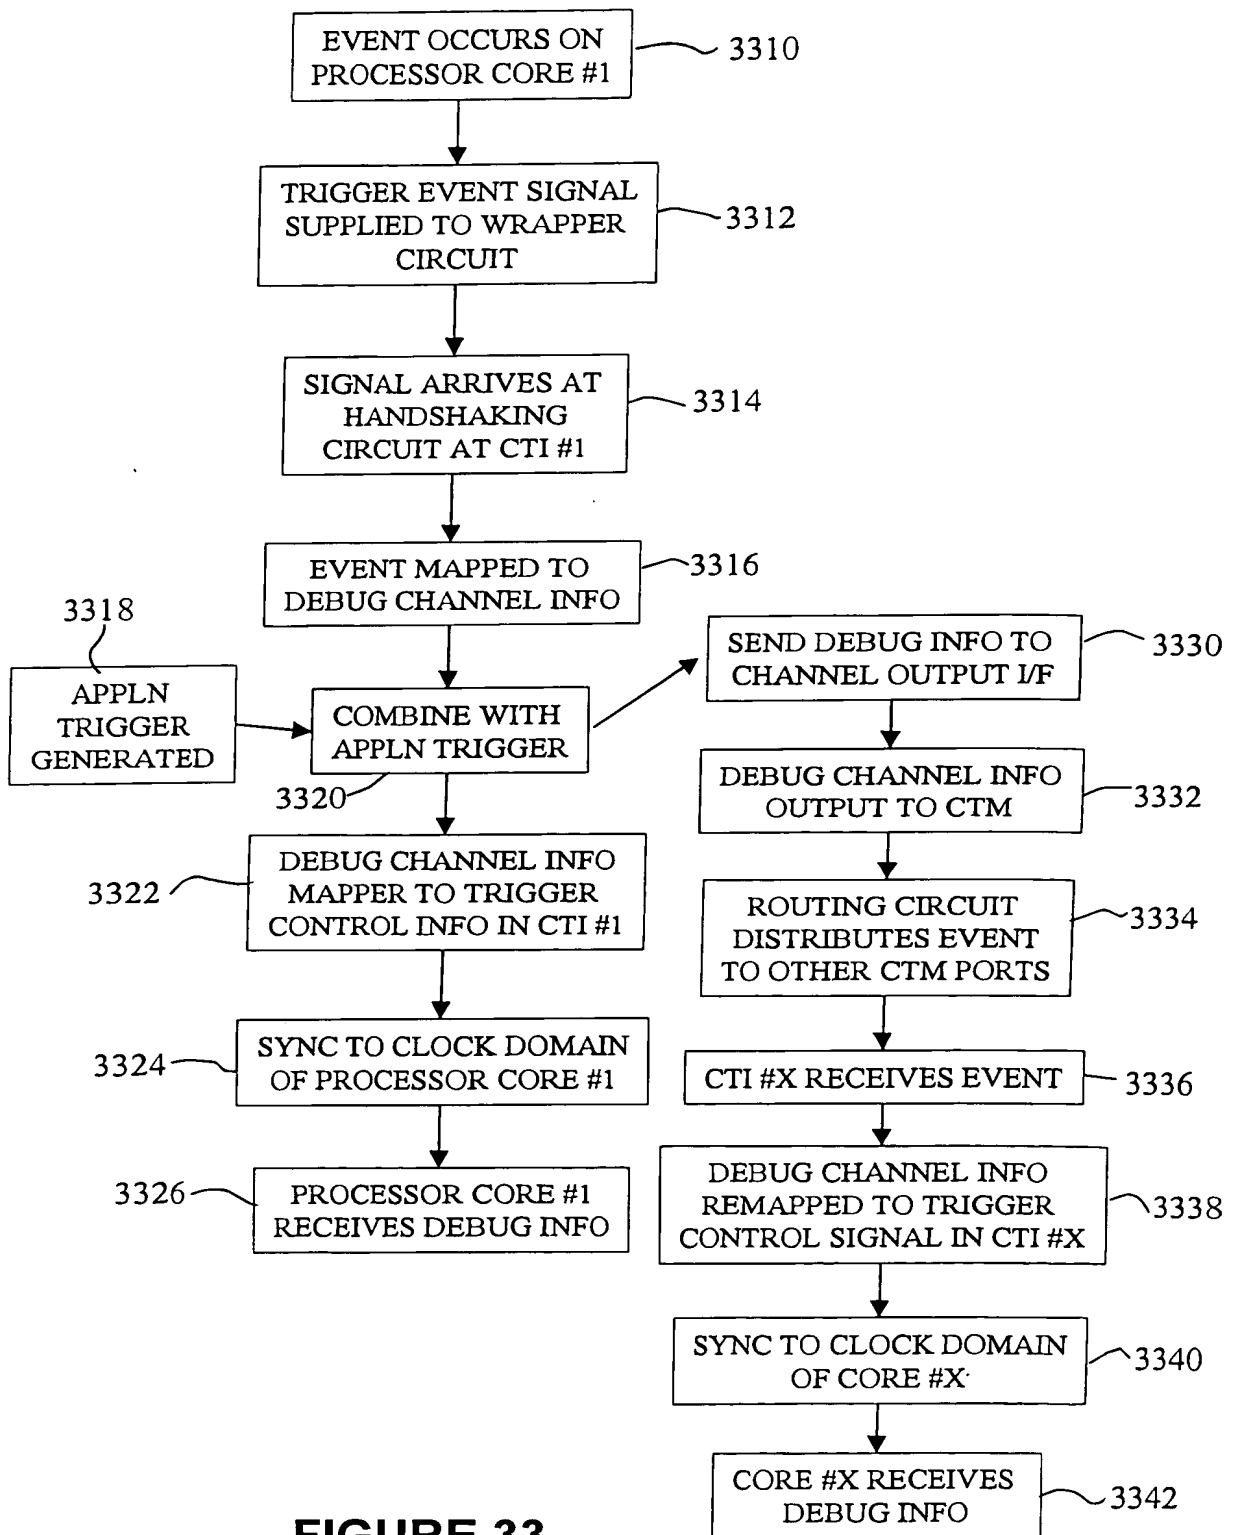 EVENT OCCURS ON
PROCESSOR CORE #1
3310
TRIGGER EVENT SIGNAL
SUPPLIED TO WRAPPER
CIRCUIT
3312
SIGNAL ARRIVES AT
HANDSHAKING
CIRCUIT AT CTI #1
3314
EVENT MAPPED TO
DEBUG CHANNEL INFO
3316
3318
APPLN
TRIGGER
GENERATED
COMBINE WITH
APPLN TRIGGER
3320
DEBUG CHANNEL INFO
MAPPER TO TRIGGER
CONTROL INFO IN CTI #1
3322
SYNC TO CLOCK DOMAIN
OF PROCESSOR CORE #1
3324
PROCESSOR CORE #1
RECEIVES DEBUG INFO
3326
SEND DEBUG INFO TO
CHANNEL OUTPUT I/F
3330
DEBUG CHANNEL INFO
OUTPUT TO CTM
3332
ROUTING CIRCUIT
DISTRIBUTES EVENT
TO OTHER CTM PORTS
3334
CTI #X RECEIVES EVENT
3336
DEBUG CHANNEL INFO
REMAPPED TO TRIGGER
CONTROL SIGNAL IN CTI #X
3338
SYNC TO CLOCK DOMAIN
OF CORE #X
3340
CORE #X RECEIVES
DEBUG INFO
3342
FIGURE 33